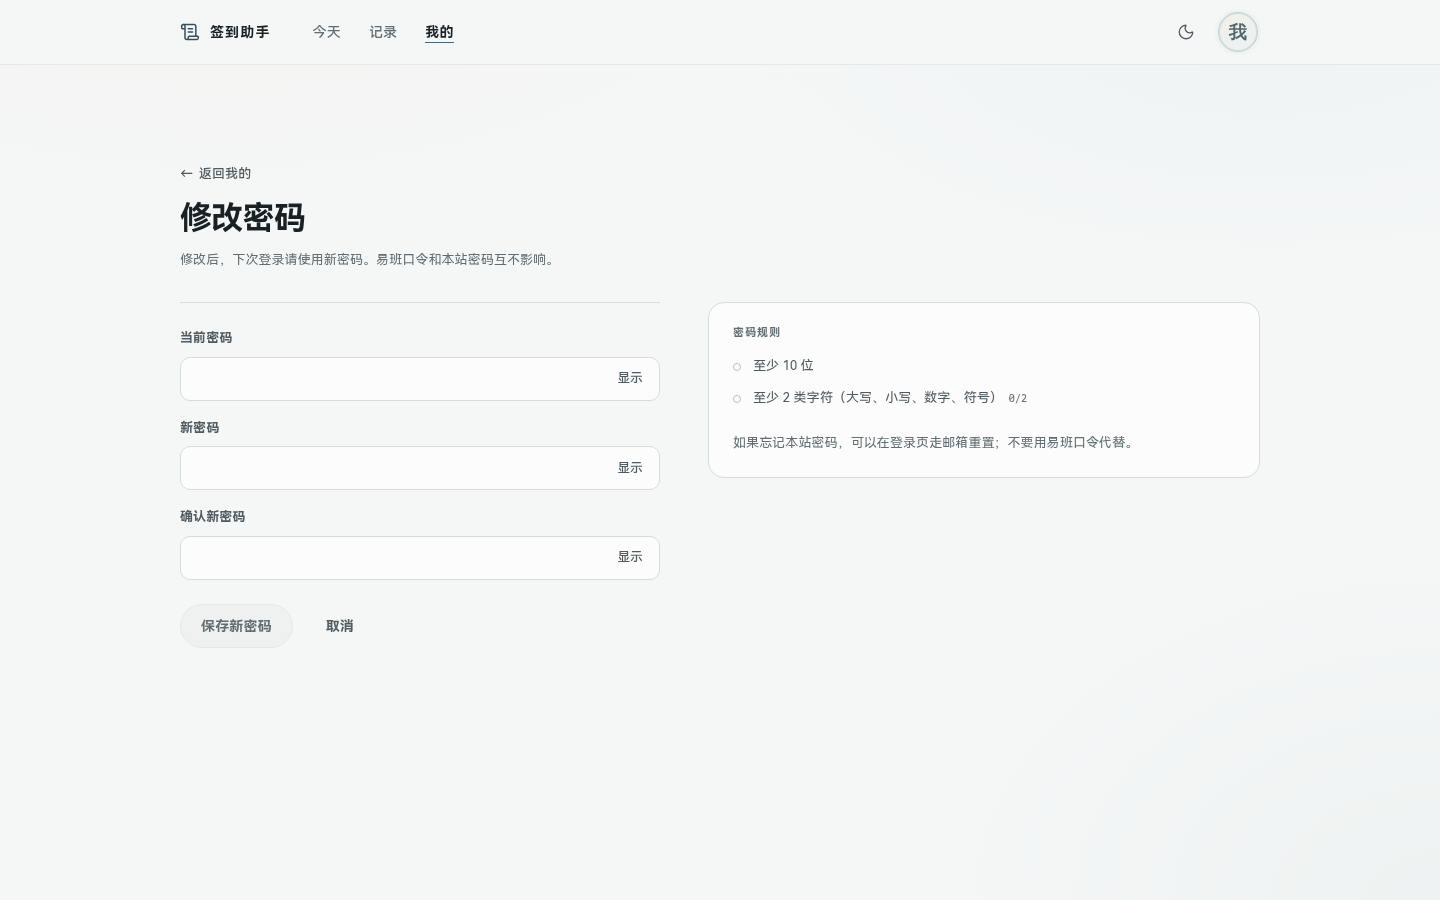 签到助手
今天
记录
我的
我
← 返回我的
修改密码
修改后，下次登录请使用新密码。易班口令和本站密码互不影响。
当前密码
显示
新密码
显示
确认新密码
显示
保存新密码
取消
密码规则
至少 10 位
至少 2 类字符（大写、小写、数字、符号） 0/2
如果忘记本站密码，可以在登录页走邮箱重置；不要用易班口令代替。